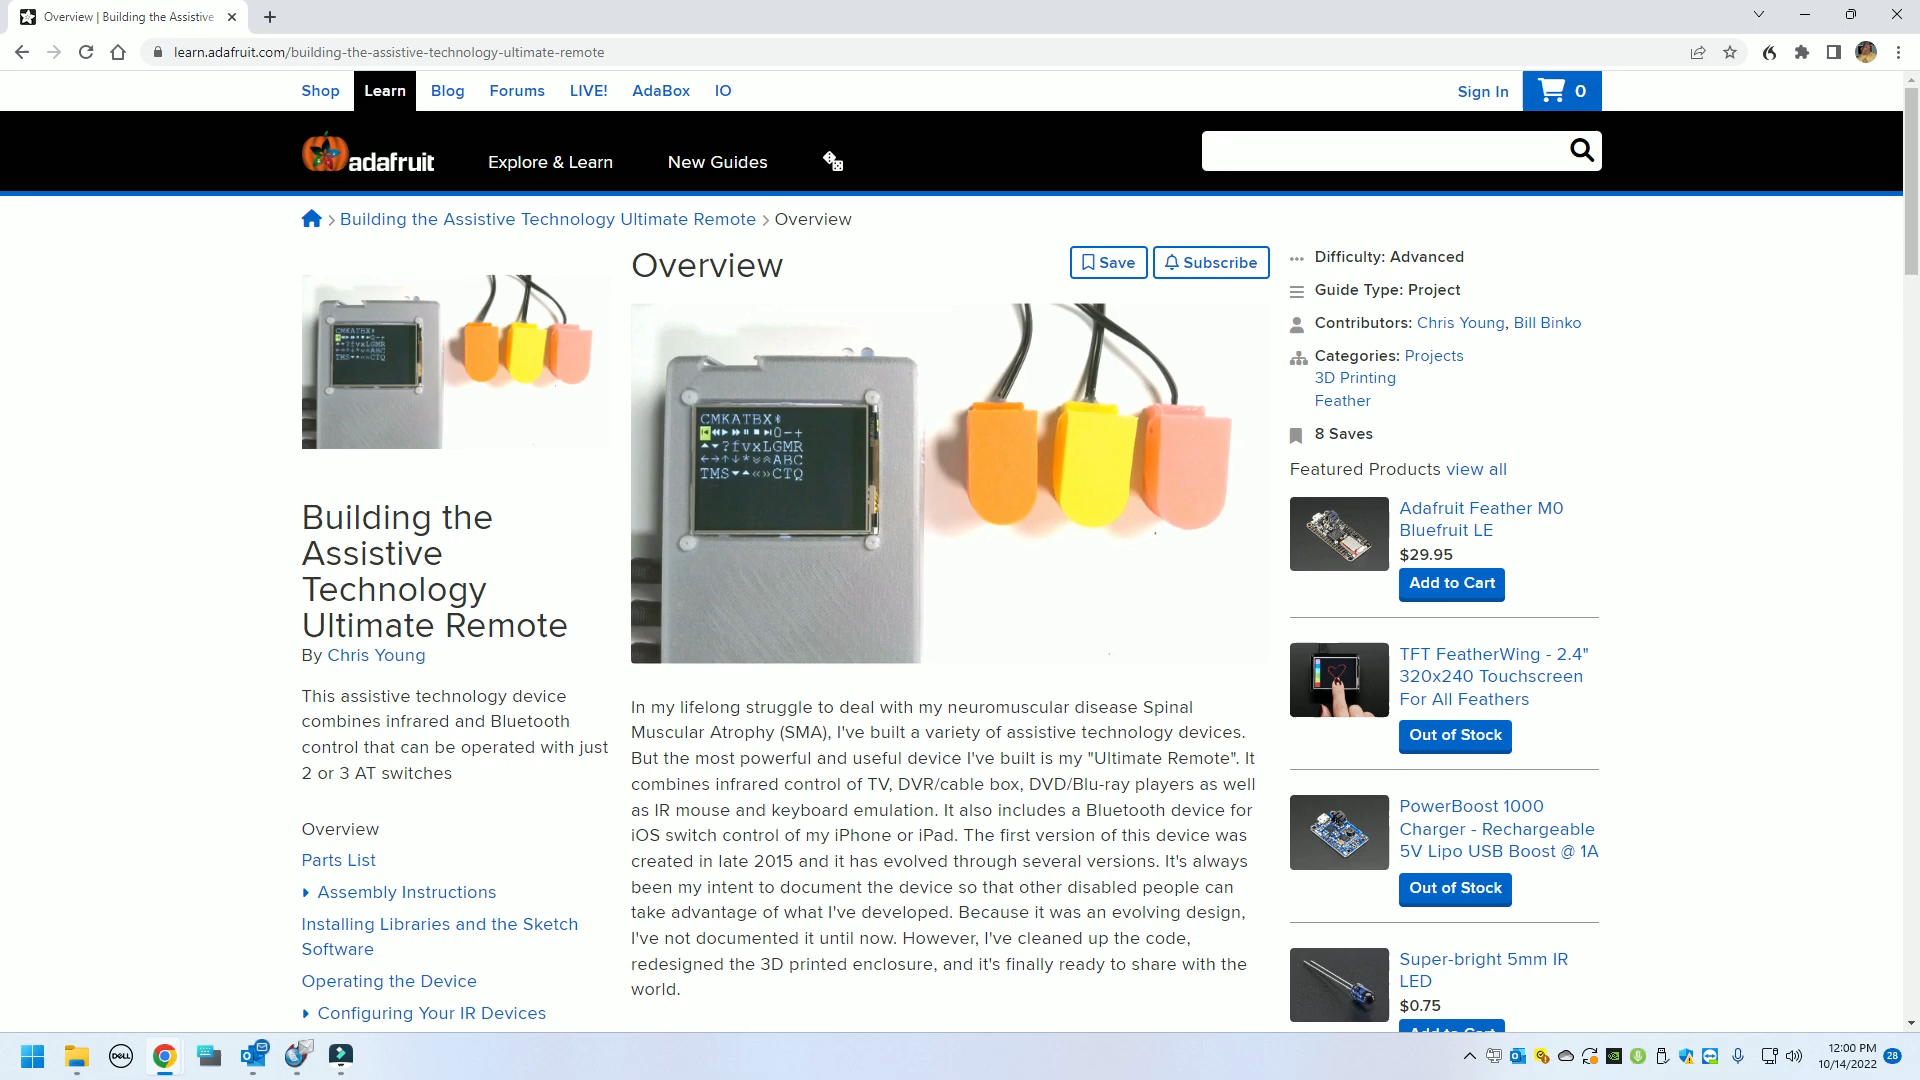 Overview | Building the Assistive
learn.adafruit.com/building-the-assistive-technology-ultimate-remote
Shop
Learn
Blog
Forums
LIVE!
AdaBox
IO
Sign In
0
adafruit
Explore & Learn
New Guides
Building the Assistive Technology Ultimate Remote > Overview
CMKATBX
TMS
Building the
Assistive
Technology
Ultimate Remote
By Chris Young
This assistive technology device
combines infrared and Bluetooth
control that can be operated with just
2 or 3 AT switches
Overview
Parts List
Assembly Instructions
Installing Libraries and the Sketch
Software
Operating the Device
Configuring Your IR Devices
Overview
Save
Subscribe
CMKATBX
0-+
?fvxLGMR
ABC
TMS
CTQ
In my lifelong struggle to deal with my neuromuscular disease Spinal
Muscular Atrophy (SMA), I've built a variety of assistive technology devices.
But the most powerful and useful device I've built is my "Ultimate Remote". It
combines infrared control of TV, DVR/cable box, DVD/Blu-ray players as well
as IR mouse and keyboard emulation. It also includes a Bluetooth device for
iOS switch control of my iPhone or iPad. The first version of this device was
created in late 2015 and it has evolved through several versions. It's always
been my intent to document the device so that other disabled people can
take advantage of what I've developed. Because it was an evolving design,
I've not documented it until now. However, I've cleaned up the code,
redesigned the 3D printed enclosure, and it's finally ready to share with the
world.
Difficulty: Advanced
Guide Type: Project
Contributors: Chris Young, Bill Binko
Categories: Projects
3D Printing
Feather
8 Saves
Featured Products view all
Adafruit Feather M0
Bluefruit LE
$29.95
Add to Cart
TFT FeatherWing - 2.4"
320x240 Touchscreen
For All Feathers
Out of Stock
PowerBoost 1000
Charger - Rechargeable
5V Lipo USB Boost @ 1A
Out of Stock
Super-bright 5mm IR
LED
$0.75
Add to Cart
DELL
12:00 PM
10/14/2022
28